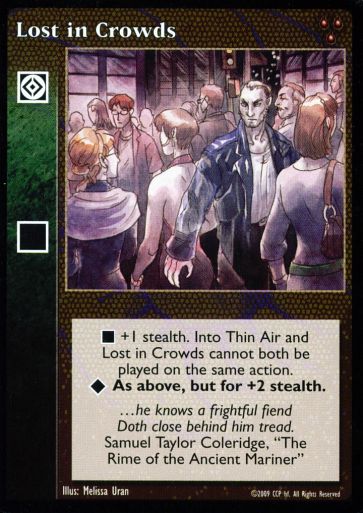 Lost in Crowds
+1 stealth. Into Thin Air and
Lost in Crowds cannot both be
played on the same action.
As above, but for +2 stealth.
…he knows a frightful fiend
Doth close behind him tread.
Samuel Taylor Coleridge, “The
Rime of the Ancient Mariner”
Illus: Melissa Uran
©2009 CCP hf. All Rights Reserved